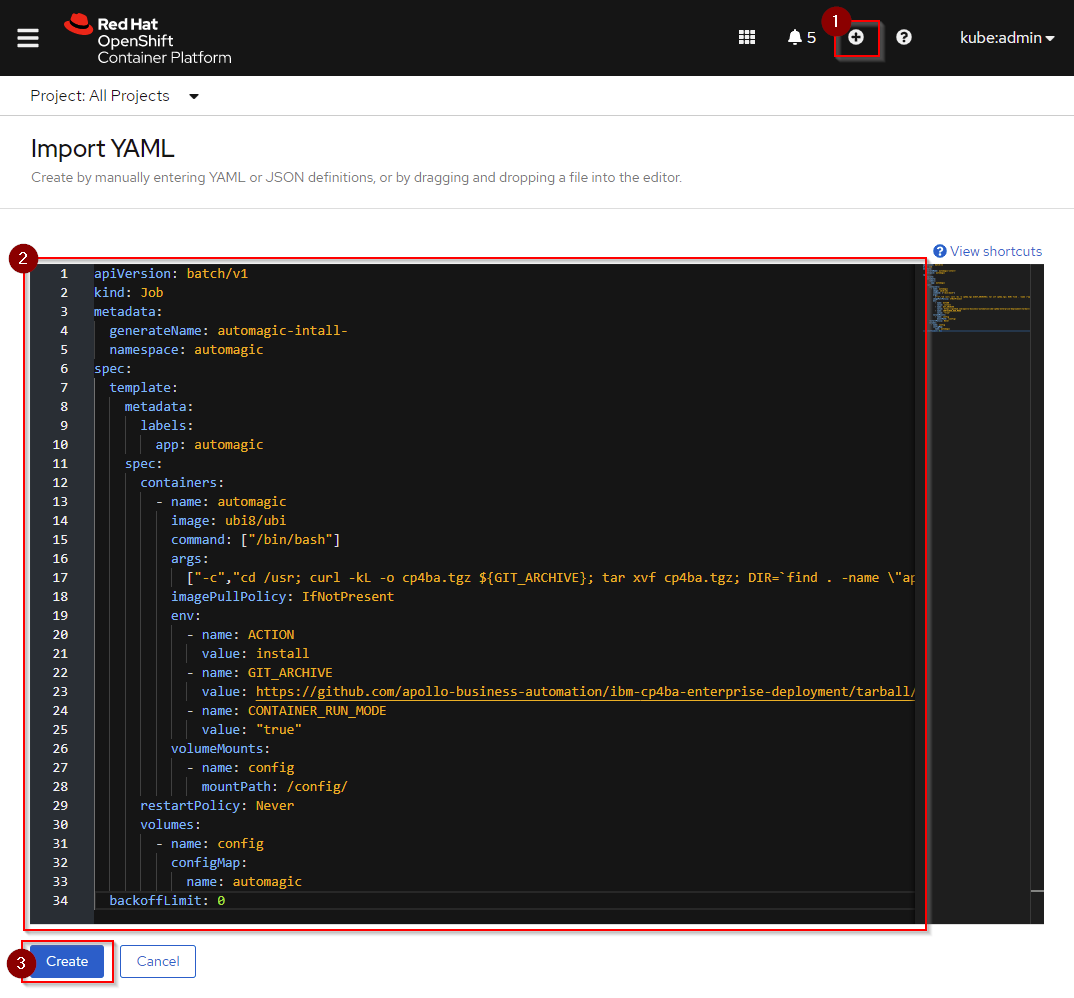 Red Hat
OpenShift
Container Platform
1
5
kube:admin
Project: All Projects
Import YAML
Create by manually entering YAML or JSON definitions, or by dragging and dropping a file into the editor.
View shortcuts
2
1 apiVersion: batch/v1
2 kind: Job
3 metadata:
4 generateName: automagic-intall-
5 namespace: automagic
6 spec:
7 template:
8 metadata:
9 labels:
10 app: automagic
11 spec:
12 containers:
13 - name: automagic
14 image: ubi8/ubi
15 command: ["/bin/bash"]
16 args:
17 ["-c","cd /usr; curl -kL -o cp4ba.tgz ${GIT_ARCHIVE}; tar xvf cp4ba.tgz; DIR=`find . -name \"ap
18 imagePullPolicy: IfNotPresent
19 env:
20 - name: ACTION
21 value: install
22 - name: GIT_ARCHIVE
23 value: https://github.com/apollo-business-automation/ibm-cp4ba-enterprise-deployment/tarball/
24 - name: CONTAINER_RUN_MODE
25 value: "true"
26 volumeMounts:
27 - name: config
28 mountPath: /config/
29 restartPolicy: Never
30 volumes:
31 - name: config
32 configMap:
33 name: automagic
34 backoffLimit: 0
3
Create
Cancel